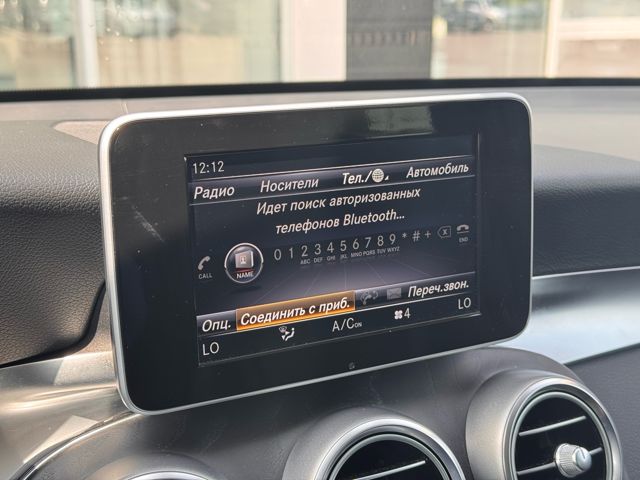 12:12
Радио Носители Тел./ Автомобиль
Идет поиск авторизованных
телефонов Bluetooth...
0 1 2 3 4 5 6 7 8 9 * # +
ABC DEF GHI JKL MNO PQRS TUV WXYZ
CALL NAME END
Опц. Соединить с приб. Переч.звон.
LO A/C ON 4 LO